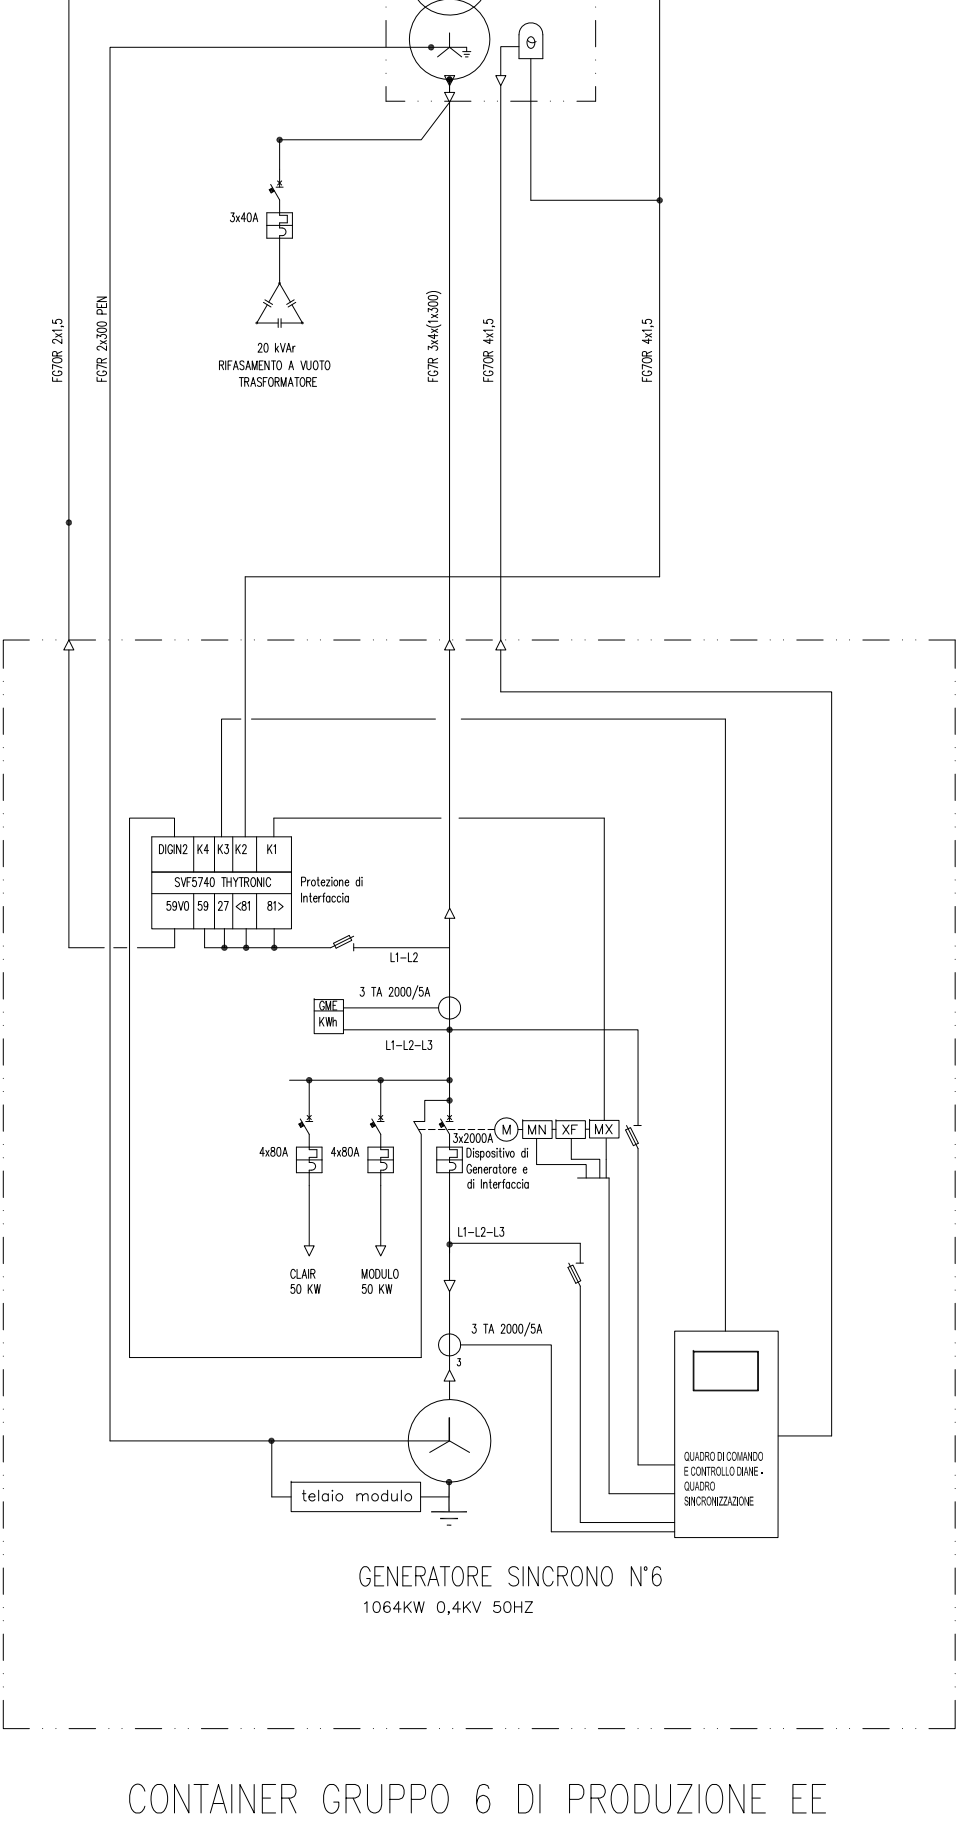 3x40A
20 kVAr
RIFASAMENTO A VUOTO
TRASFORMATORE
FG7OR 2x1,5
FG7R 2x300 PEN
FG7R 3x4x(1x300)
FG7OR 4x1,5
FG7OR 4x1,5
DIGIN2 K4 K3 K2 K1
SVF5740 THYTRONIC
59V0 59 27 <81 81>
Protezione di
Interfaccia
L1-L2
3 TA 2000/5A
GME
KWh
L1-L2-L3
4x80A
4x80A
3x2000A
M MN XF MX
Dispositivo di
Generatore e
di Interfaccia
L1-L2-L3
CLAIR
50 KW
MODULO
50 KW
3 TA 2000/5A
3
telaio modulo
QUADRO DI COMANDO
E CONTROLLO DIANE -
QUADRO
SINCRONIZZAZIONE
GENERATORE SINCRONO N°6
1064KW 0,4KV 50HZ
CONTAINER GRUPPO 6 DI PRODUZIONE EE